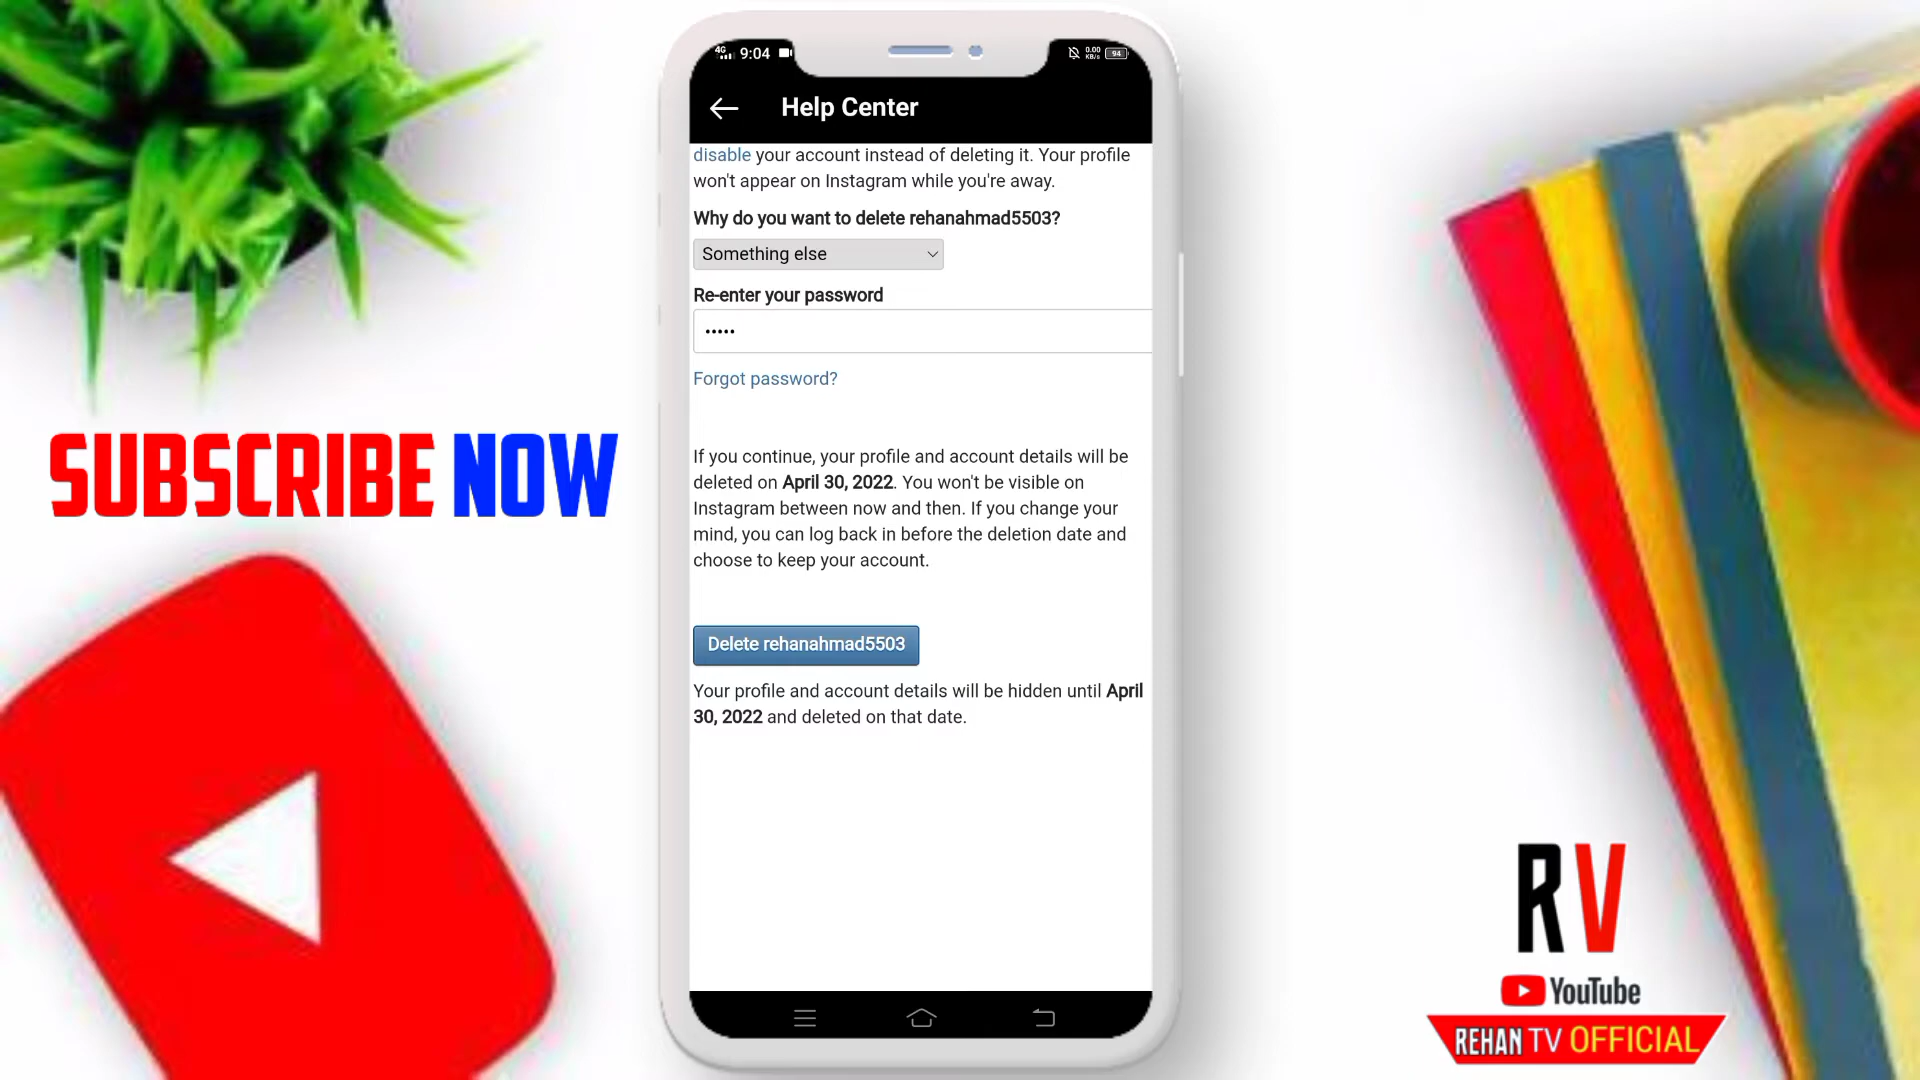 4G 9:04 0.00 KB/s 94
Help Center
disable your account instead of deleting it. Your profile
won't appear on Instagram while you're away.
Why do you want to delete rehanahmad5503?
Something else
Re-enter your password
•••••
Forgot password?
If you continue, your profile and account details will be
deleted on April 30, 2022. You won't be visible on
Instagram between now and then. If you change your
mind, you can log back in before the deletion date and
choose to keep your account.
Delete rehanahmad5503
Your profile and account details will be hidden until April
30, 2022 and deleted on that date.
SUBSCRIBE NOW
RV
YouTube
REHAN TV OFFICIAL